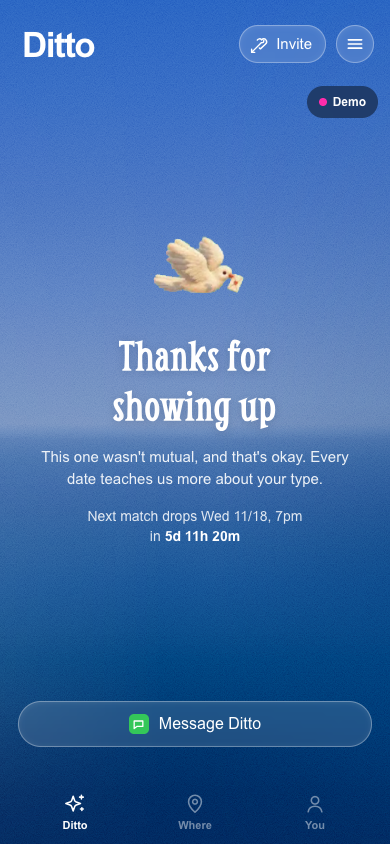 Ditto
Invite
Demo
Thanks for
showing up
This one wasn't mutual, and that's okay. Every
date teaches us more about your type.
Next match drops Wed 11/18, 7pm
in 5d 11h 20m
Message Ditto
Ditto
Where
You